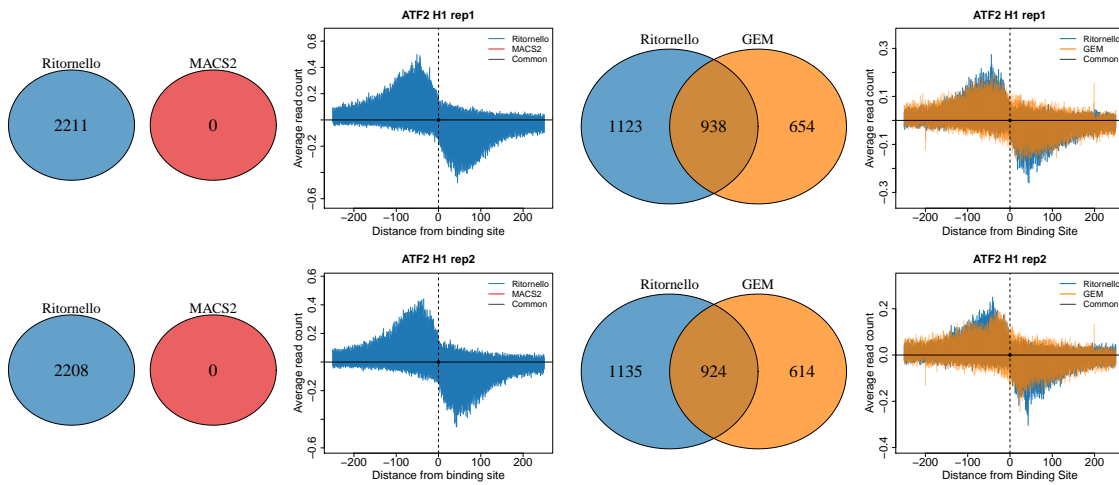 Ritornello
MACS2
2211
0
ATF2 H1 rep1
Ritornello
MACS2
Common
Average read count
0.6
0.2
−0.2
−0.6
−200
−100
0
100
200
Distance from binding site
Ritornello
GEM
1123
938
654
ATF2 H1 rep1
Ritornello
GEM
Common
Average read count
0.3
0.1
−0.1
−0.3
−200
−100
0
100
200
Distance from Binding Site
Ritornello
MACS2
2208
0
ATF2 H1 rep2
Ritornello
MACS2
Common
Average read count
0.6
0.2
−0.2
−0.6
−200
−100
0
100
200
Distance from binding site
Ritornello
GEM
1135
924
614
ATF2 H1 rep2
Ritornello
GEM
Common
Average read count
0.2
0.0
−0.2
−0.4
−200
−100
0
100
200
Distance from Binding Site